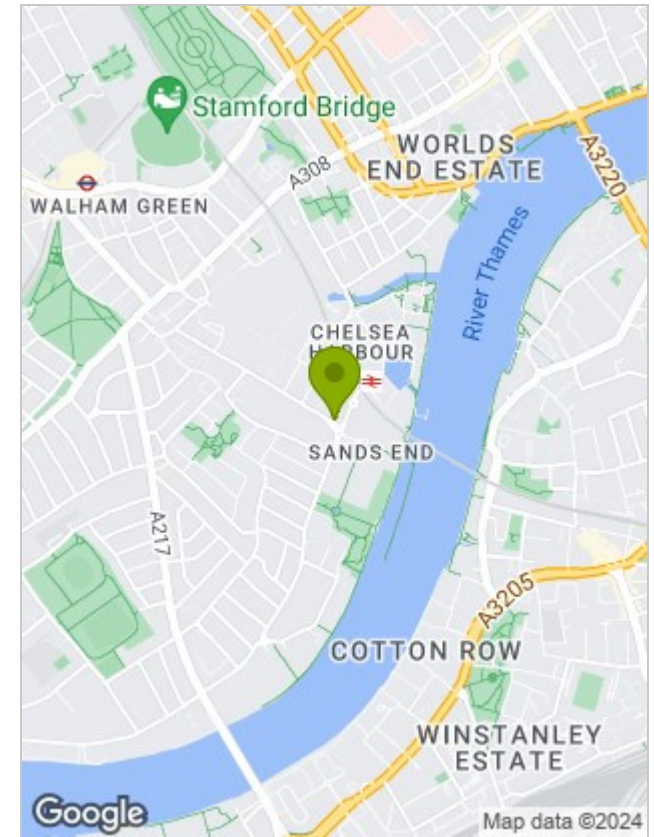 Stamford Bridge
WORLDS
END ESTATE
A308
A3220
WALHAM GREEN
River Thames
CHELSEA
HARBOUR
SANDS END
A217
A3205
COTTON ROW
WINSTANLEY
ESTATE
Google
Map data ©2024